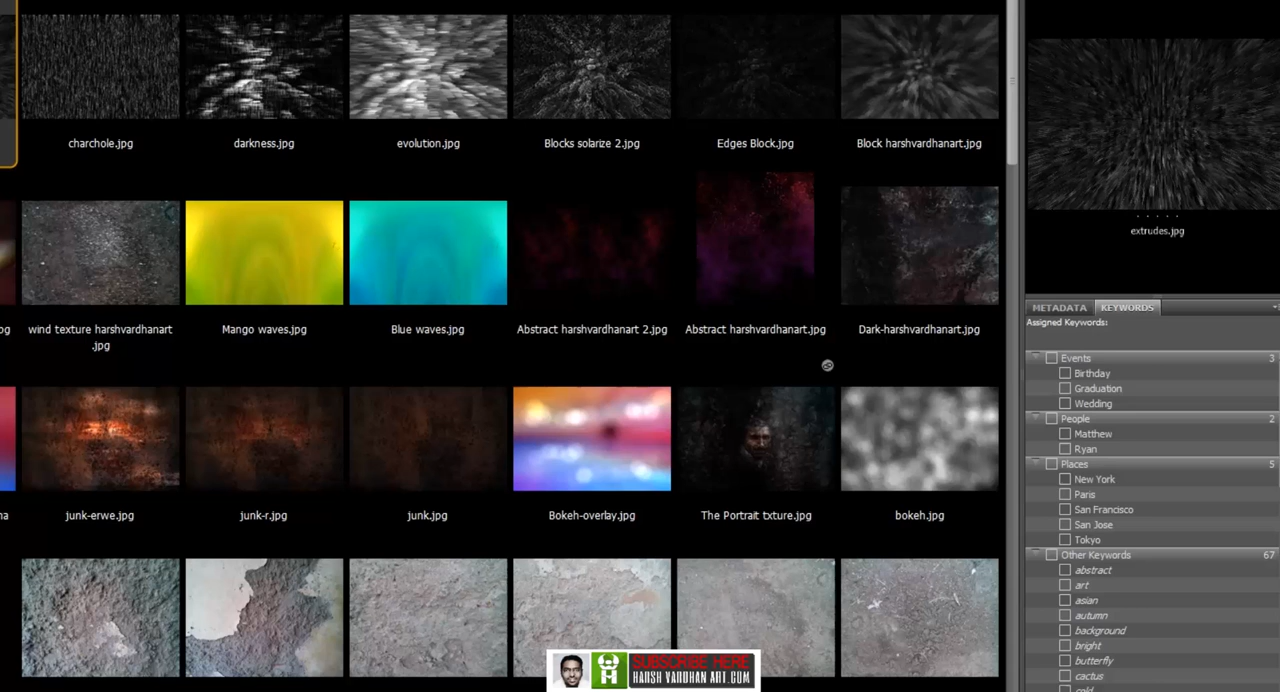 charchole.jpg
darkness.jpg
evolution.jpg
Blocks solarize 2.jpg
Edges Block.jpg
Block harshvardhanart.jpg
extrudes.jpg
wind texture harshvardhanart
.jpg
Mango waves.jpg
Blue waves.jpg
Abstract harshvardhanart 2.jpg
Abstract harshvardhanart.jpg
Dark-harshvardhanart.jpg
junk-erwe.jpg
junk-r.jpg
junk.jpg
Bokeh-overlay.jpg
The Portrait txture.jpg
bokeh.jpg
METADATA KEYWORDS
Assigned Keywords:
Events 3
Birthday
Graduation
Wedding
People 2
Matthew
Ryan
Places 5
New York
Paris
San Francisco
San Jose
Tokyo
Other Keywords 67
abstract
art
asian
autumn
background
bright
butterfly
cactus
cold
SUBSCRIBE HERE
HARSH VARDHAN ART.COM